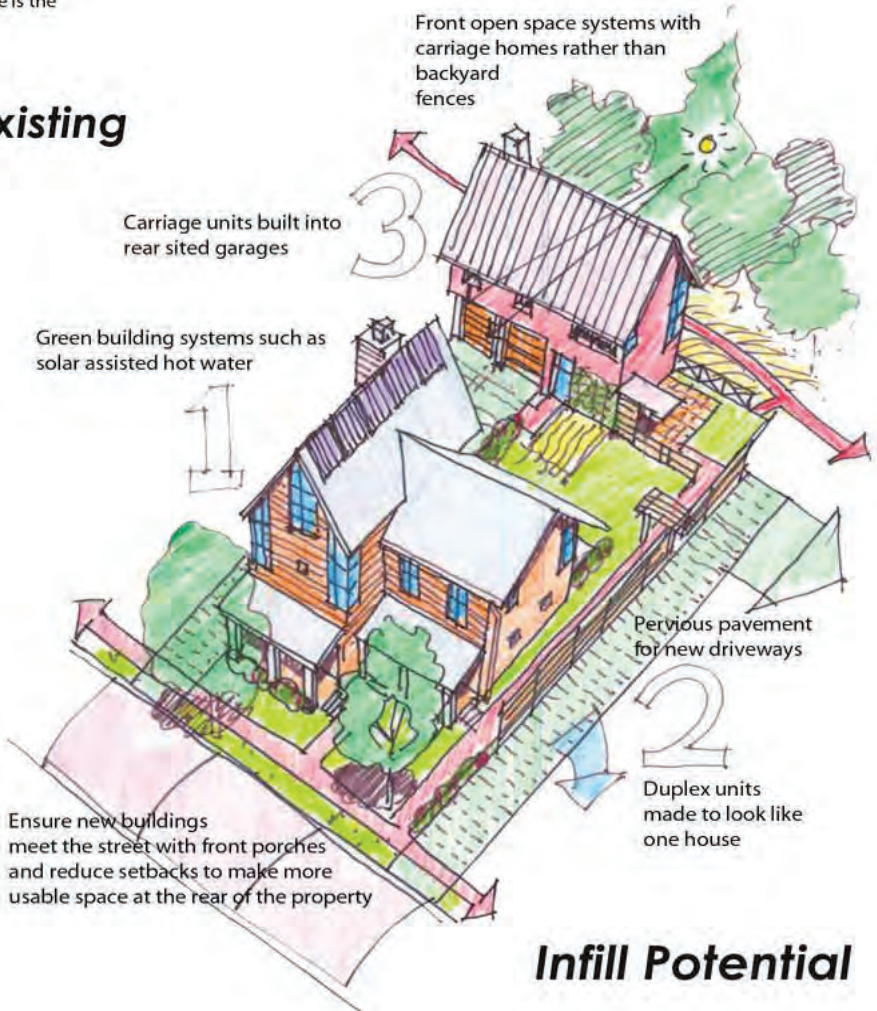 e is the
Front open space systems with
carriage homes rather than
backyard
fences
xisting
3
Carriage units built into
rear sited garages
Green building systems such as
solar assisted hot water
1
Pervious pavement
for new driveways
2
Duplex units
made to look like
one house
Ensure new buildings
meet the street with front porches
and reduce setbacks to make more
usable space at the rear of the property
Infill Potential